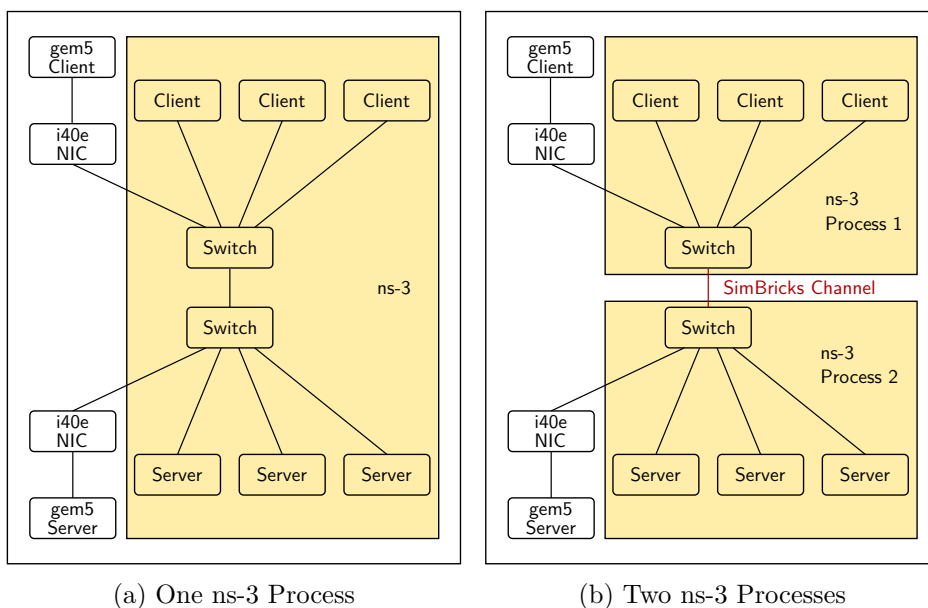 gem5
Client
i40e
NIC
Client
Client
Client
Switch
ns-3
Switch
i40e
NIC
Server
Server
Server
gem5
Server
(a) One ns-3 Process
gem5
Client
i40e
NIC
Client
Client
Client
ns-3
Process 1
Switch
SimBricks Channel
Switch
ns-3
Process 2
i40e
NIC
Server
Server
Server
gem5
Server
(b) Two ns-3 Processes